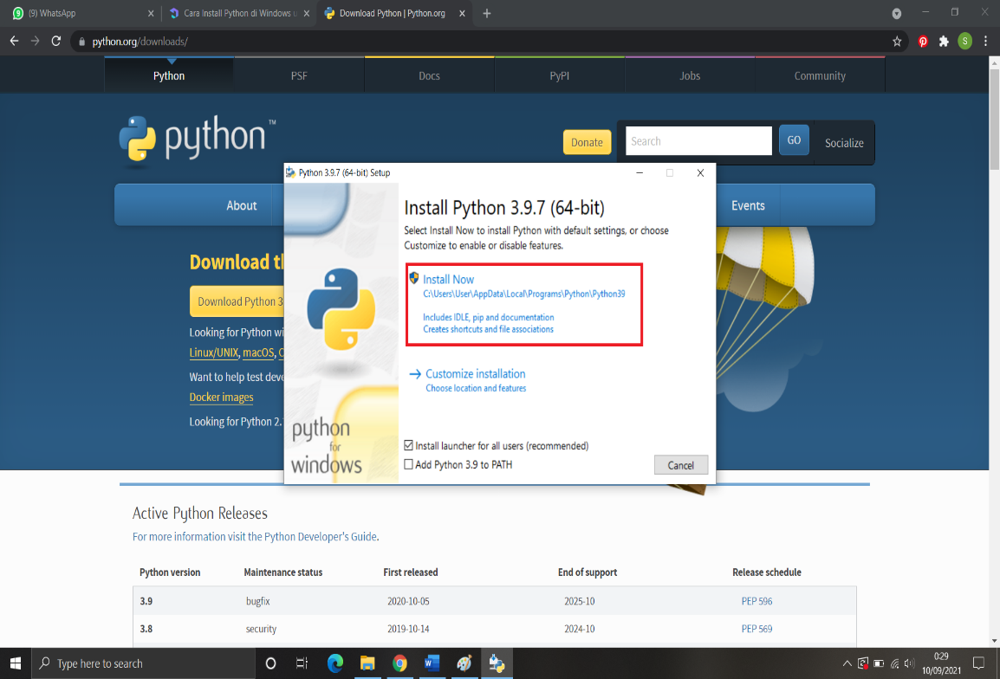 (9) WhatsApp
Cara Install Python di Windows u
Download Python | Python.org
python.org/downloads/
S
Python
PSF
Docs
PyPI
Jobs
Community
python™
Donate
Search
GO
Socialize
About
Events
Download t
Download Python 3
Looking for Python wi
Linux/UNIX, macOS,
Want to help test deve
Docker images
Looking for Python 2.
Python 3.9.7 (64-bit) Setup
Install Python 3.9.7 (64-bit)
Select Install Now to install Python with default settings, or choose
Customize to enable or disable features.
Install Now
C:\Users\User\AppData\Local\Programs\Python\Python39
Includes IDLE, pip and documentation
Creates shortcuts and file associations
Customize installation
Choose location and features
python
for
windows
Install launcher for all users (recommended)
Add Python 3.9 to PATH
Cancel
Active Python Releases
For more information visit the Python Developer's Guide.
Python version Maintenance status First released End of support Release schedule
3.9 bugfix 2020-10-05 2025-10 PEP 596
3.8 security 2019-10-14 2024-10 PEP 569
Type here to search
0:29
10/09/2021